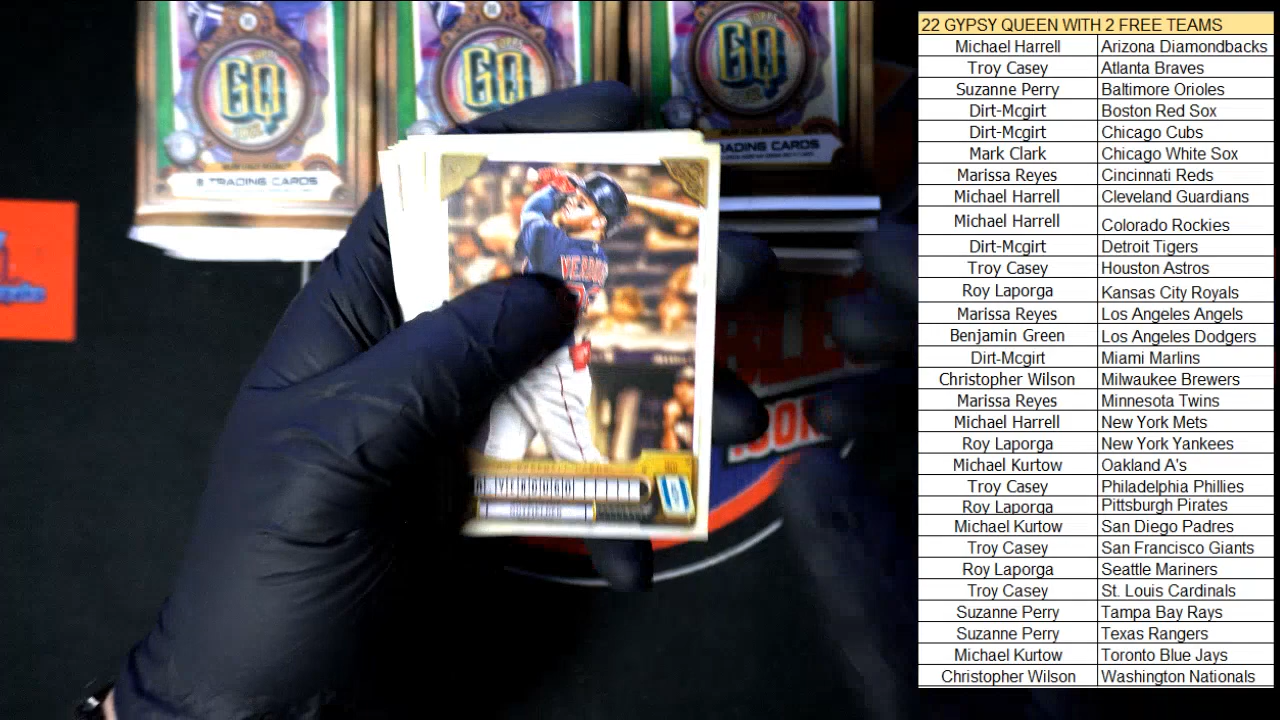 22 GYPSY QUEEN WITH 2 FREE TEAMS
Michael Harrell Arizona Diamondbacks
Troy Casey Atlanta Braves
Suzanne Perry Baltimore Orioles
Dirt-Mcgirt Boston Red Sox
Dirt-Mcgirt Chicago Cubs
Mark Clark Chicago White Sox
Marissa Reyes Cincinnati Reds
Michael Harrell Cleveland Guardians
Michael Harrell Colorado Rockies
Dirt-Mcgirt Detroit Tigers
Troy Casey Houston Astros
Roy Laporga Kansas City Royals
Marissa Reyes Los Angeles Angels
Benjamin Green Los Angeles Dodgers
Dirt-Mcgirt Miami Marlins
Christopher Wilson Milwaukee Brewers
Marissa Reyes Minnesota Twins
Michael Harrell New York Mets
Roy Laporga New York Yankees
Michael Kurtow Oakland A's
Troy Casey Philadelphia Phillies
Roy Laporga Pittsburgh Pirates
Michael Kurtow San Diego Padres
Troy Casey San Francisco Giants
Roy Laporga Seattle Mariners
Troy Casey St. Louis Cardinals
Suzanne Perry Tampa Bay Rays
Suzanne Perry Texas Rangers
Michael Kurtow Toronto Blue Jays
Christopher Wilson Washington Nationals
GQ
GQ
GQ
8 TRADING CARDS
RADING CARDS
VERDUGO
OUTFIELDER